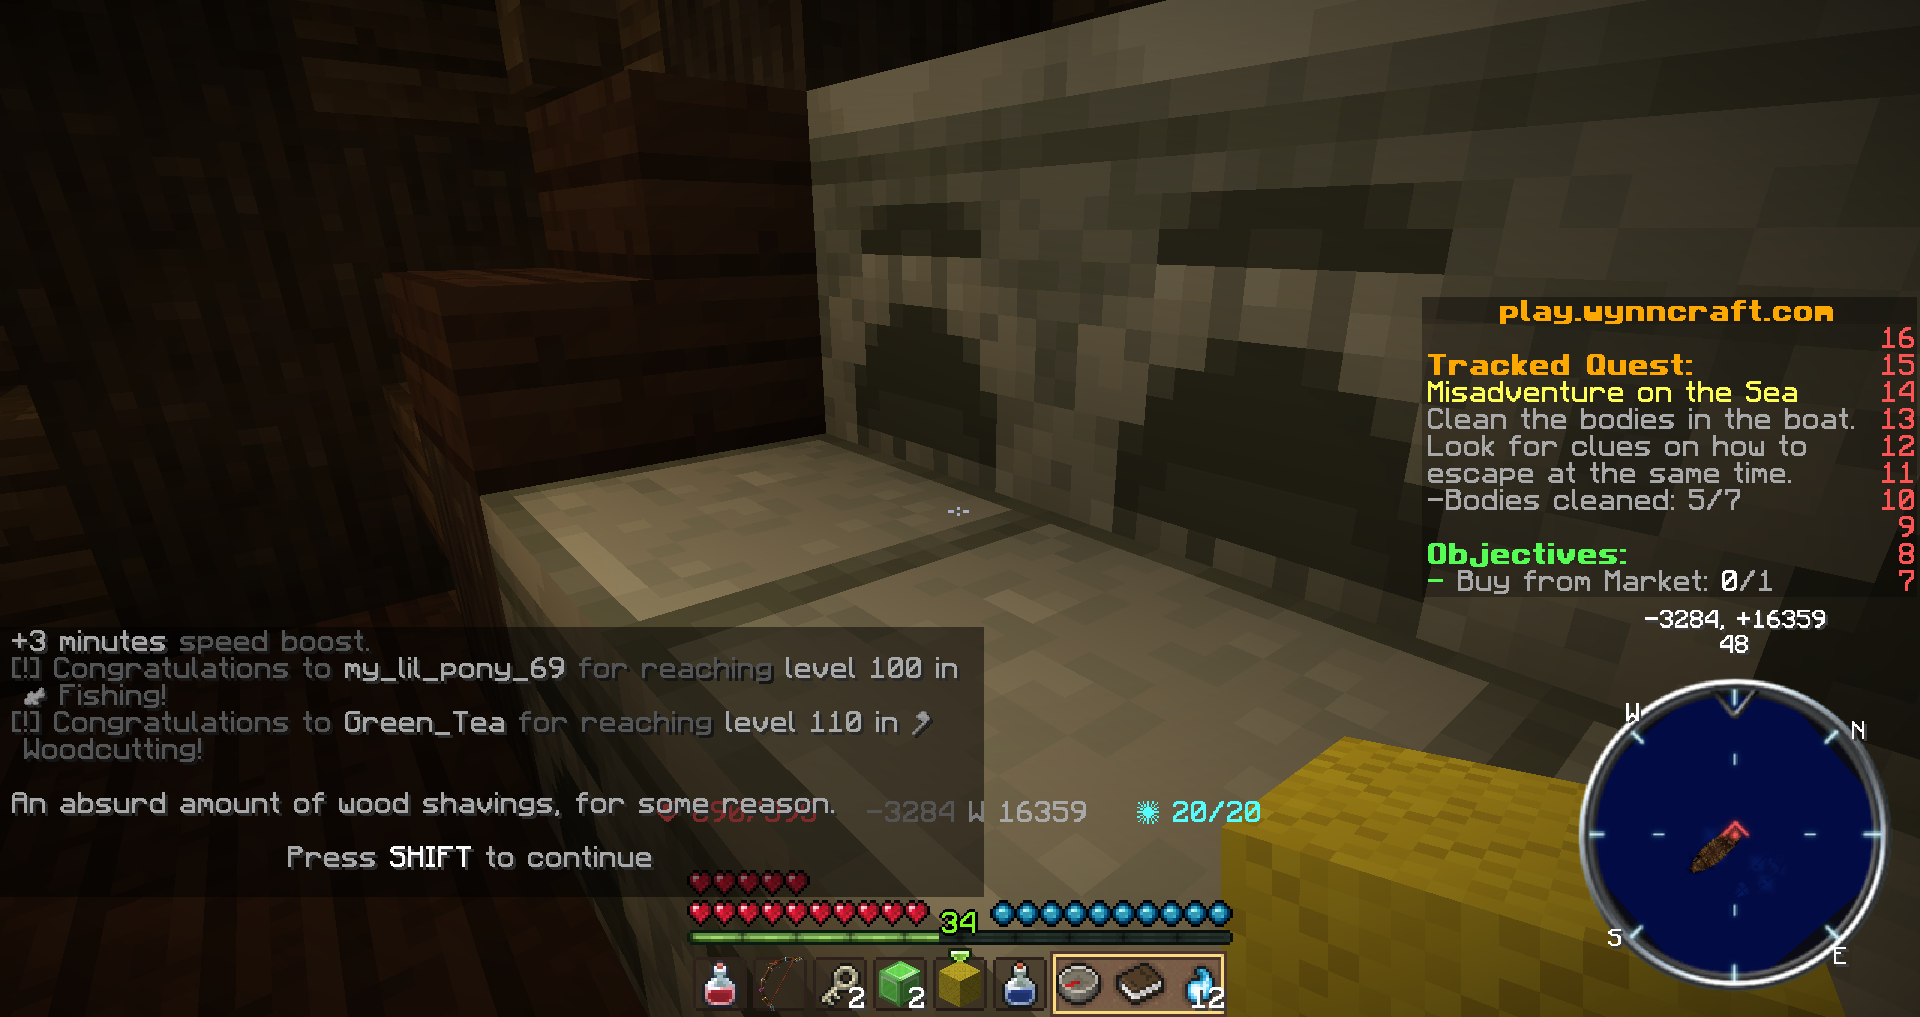 play.wynncraft.com
16
Tracked Quest: 15
Misadventure on the Sea 14
Clean the bodies in the boat. 13
Look for clues on how to 12
escape at the same time. 11
-Bodies cleaned: 5/7 10
9
Objectives: 8
- Buy from Market: 0/1 7
-3284, +16359
48
W
N
S
E
+3 minutes speed boost.
[!] Congratulations to my_lil_pony_69 for reaching level 100 in
Fishing!
[!] Congratulations to Green_Tea for reaching level 110 in
Woodcutting!
An absurd amount of wood shavings, for some reason.
-3284 W 16359 20/20
Press SHIFT to continue
34
2
2
12